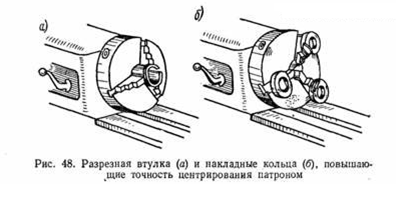 а)
б)
Рис. 48. Разрезная втулка (а) и накладные кольца (б), повышаю-
щие точность центрирования патроном